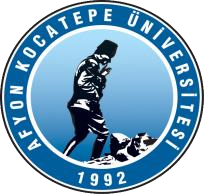 AFYON KOCATEPE ÜNİVERSİTESİ
1992